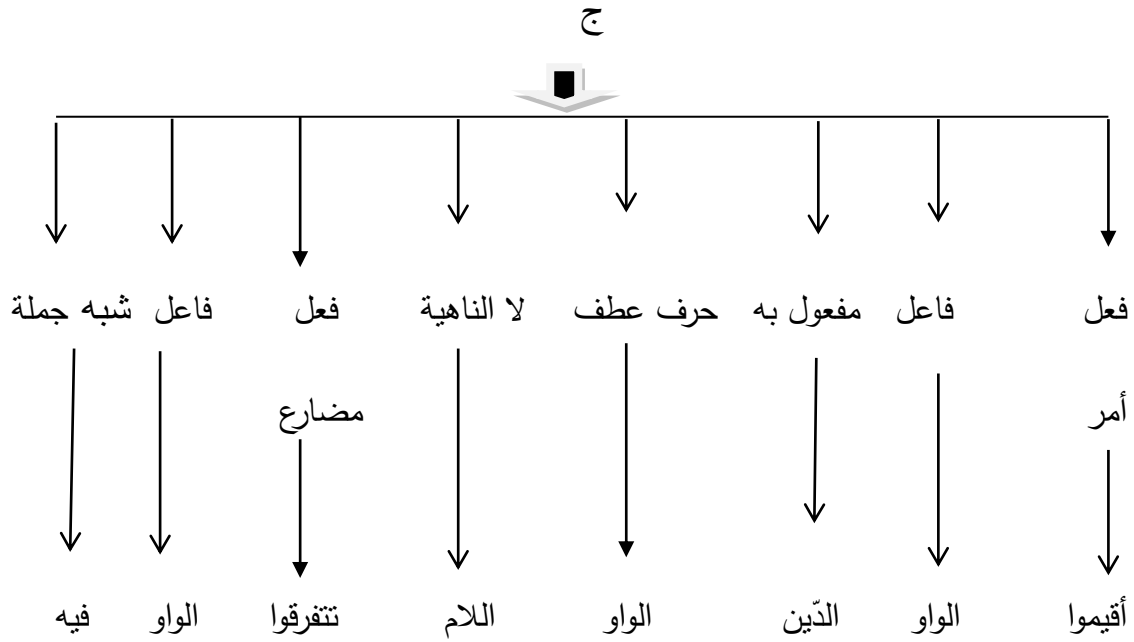 ج
فعل فاعل مفعول به حرف عطف لا الناهية فعل فاعل شبه جملة
أمر مضارع
أقيموا الواو الدّين الواو اللام تتفرقوا الواو فيه